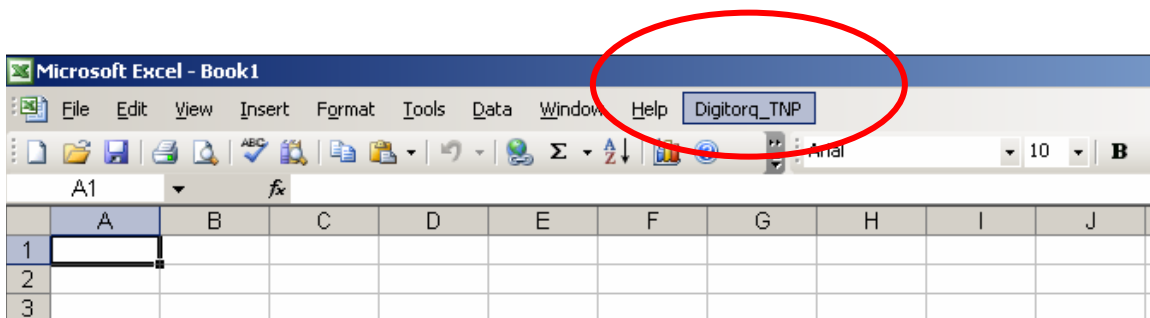 Microsoft Excel - Book1
File Edit View Insert Format Tools Data Window Help Digitorq_TNP
ABC Σ A Z Arial 10 B
A1 fx
A B C D E F G H I J
1
2
3